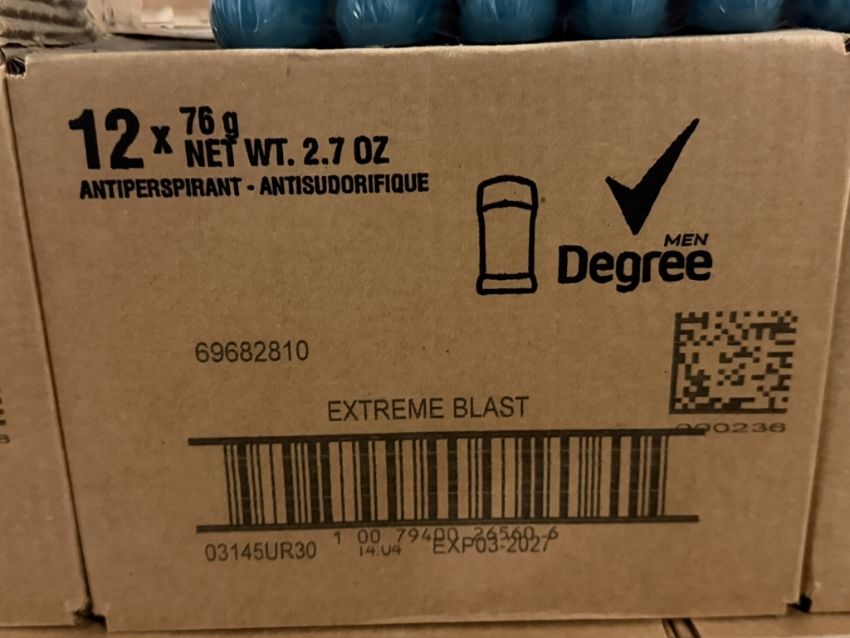 12 x 76 g
NET WT. 2.7 OZ
ANTIPERSPIRANT - ANTISUDORIFIQUE
MEN
Degree
69682810
EXTREME BLAST
000236
1 00 79400 26560 6
03145UR30
14:04
EXP03-2027